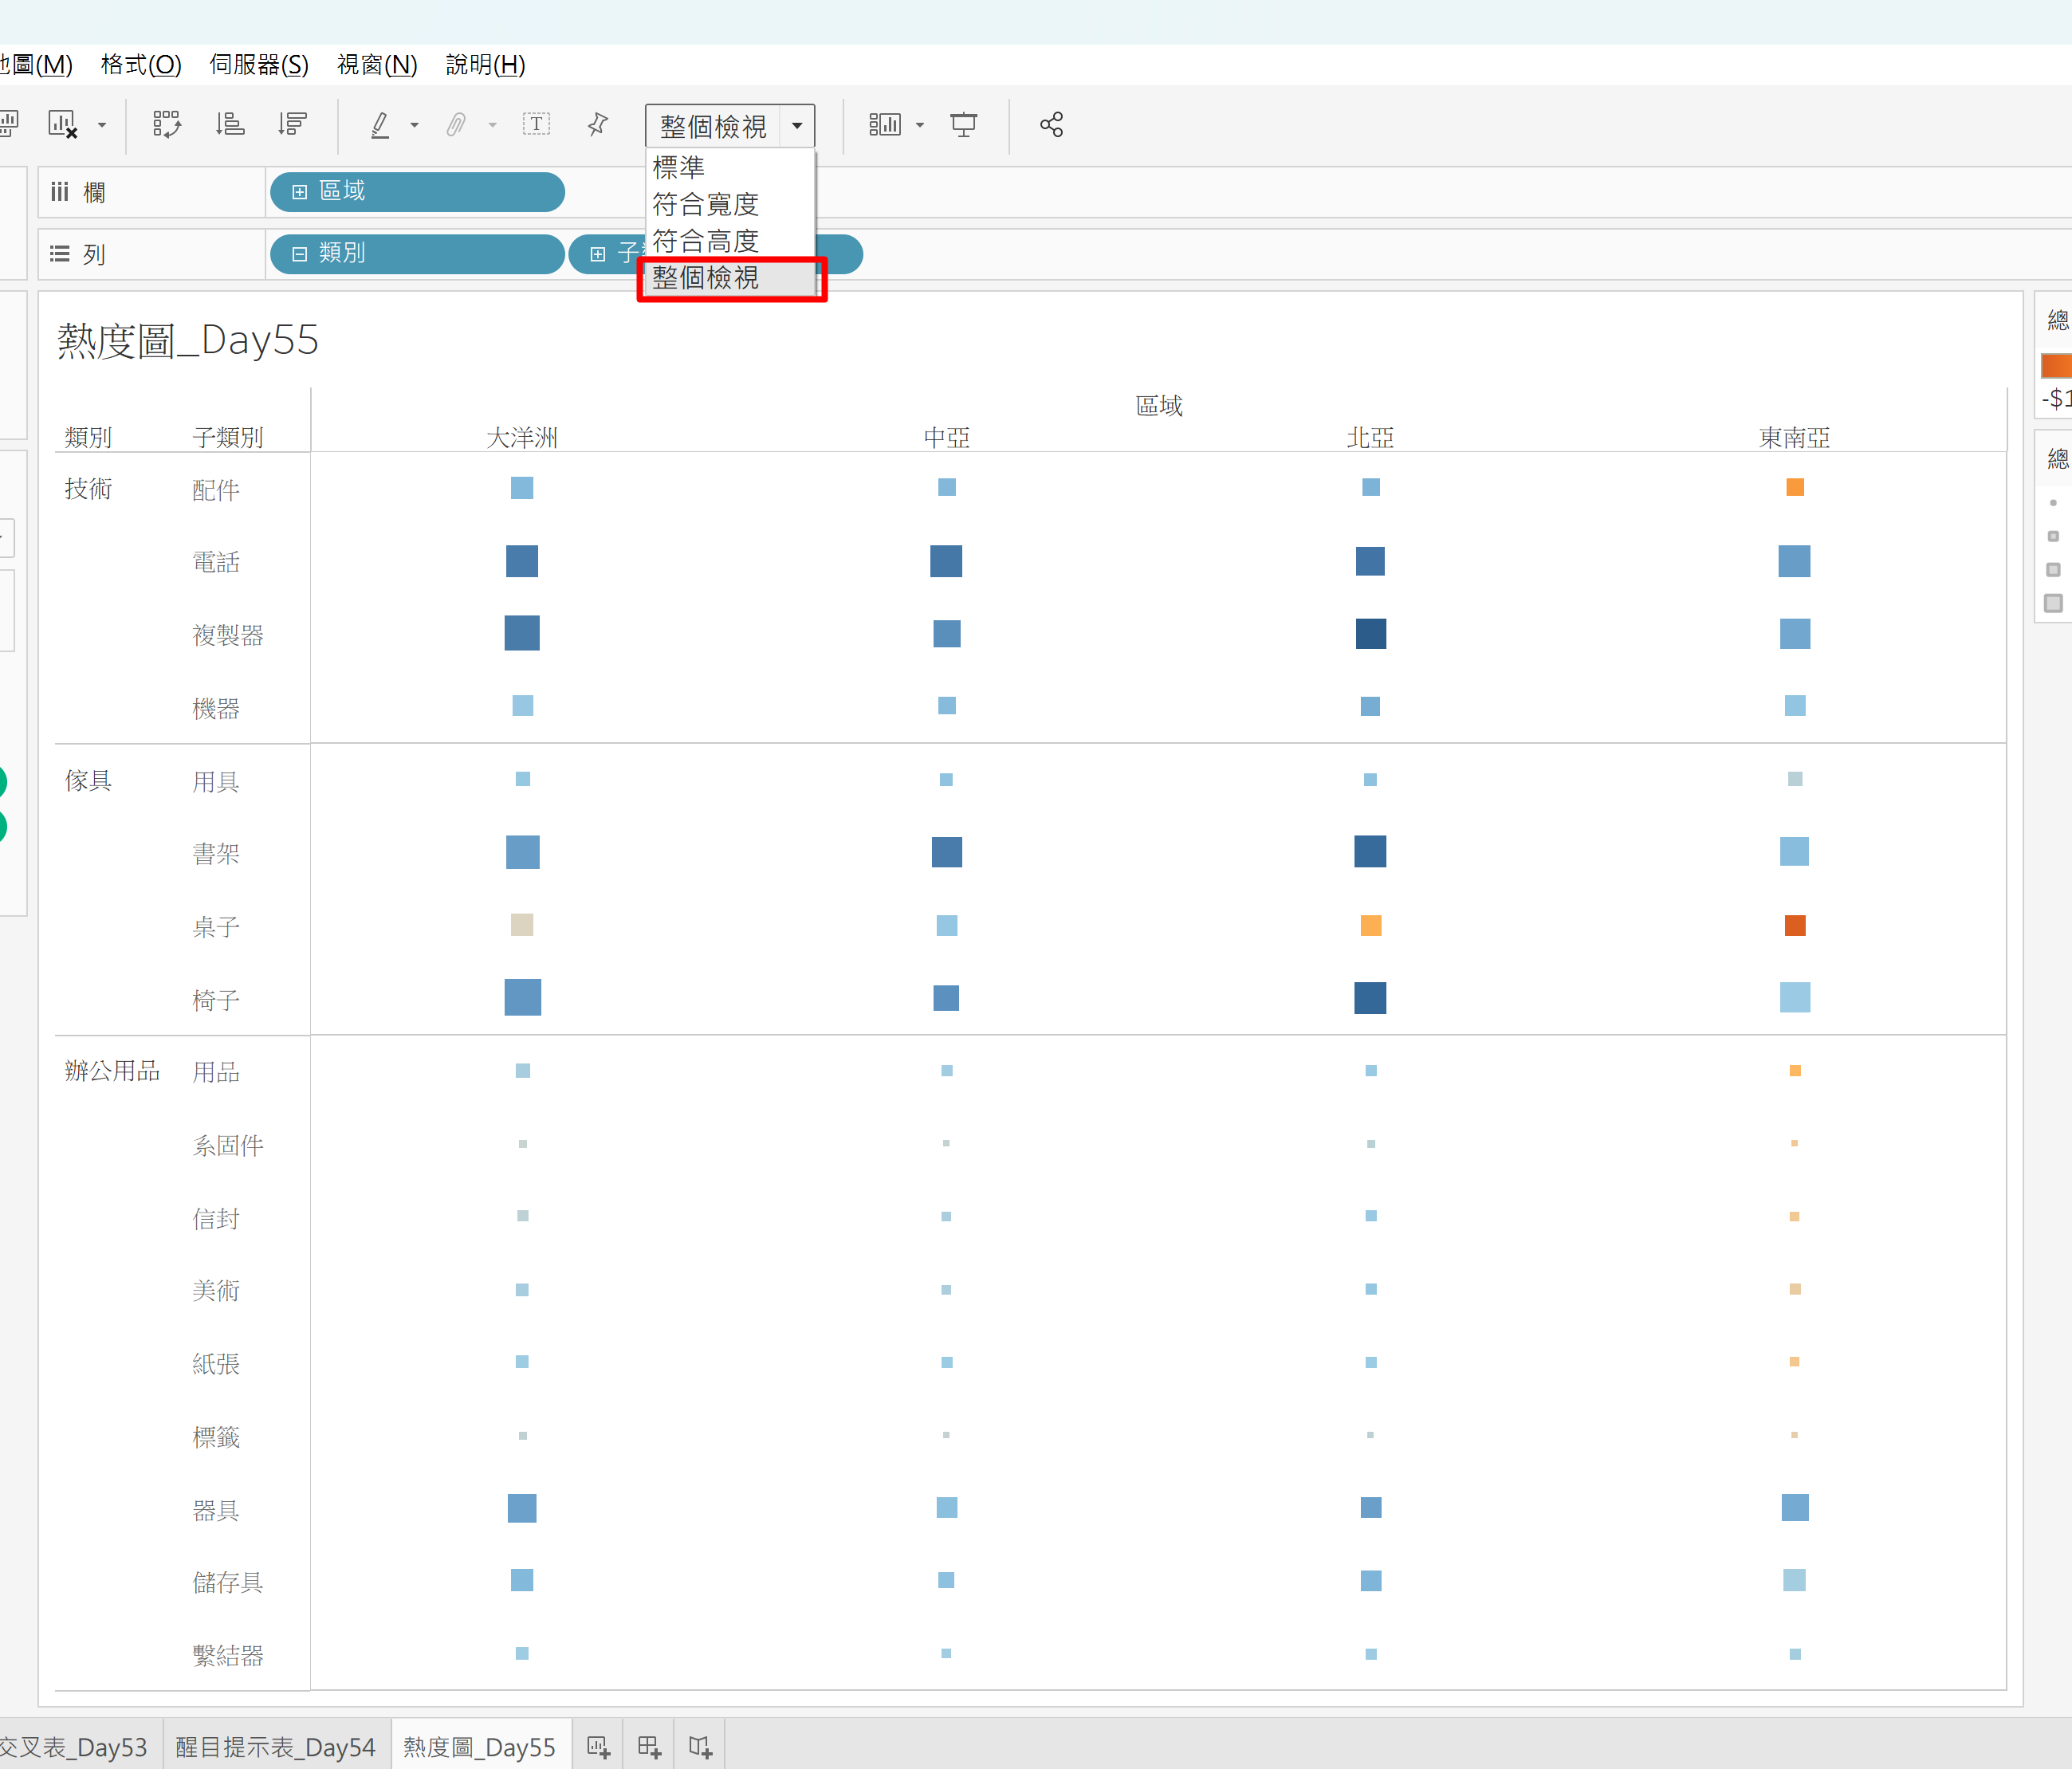 地圖(M) 格式(O) 伺服器(S) 視窗(N) 說明(H)
整個檢視
標準
符合寬度
符合高度
整個檢視
欄 區域
列 類別
熱度圖_Day55
區域
類別 子類別 大洋洲 中亞 北亞 東南亞
技術 配件
電話
複製器
機器
傢具 用具
書架
桌子
椅子
辦公用品 用品
系固件
信封
美術
紙張
標籤
器具
儲存具
繫結器
總
-$1
總
交叉表_Day53 醒目提示表_Day54 熱度圖_Day55